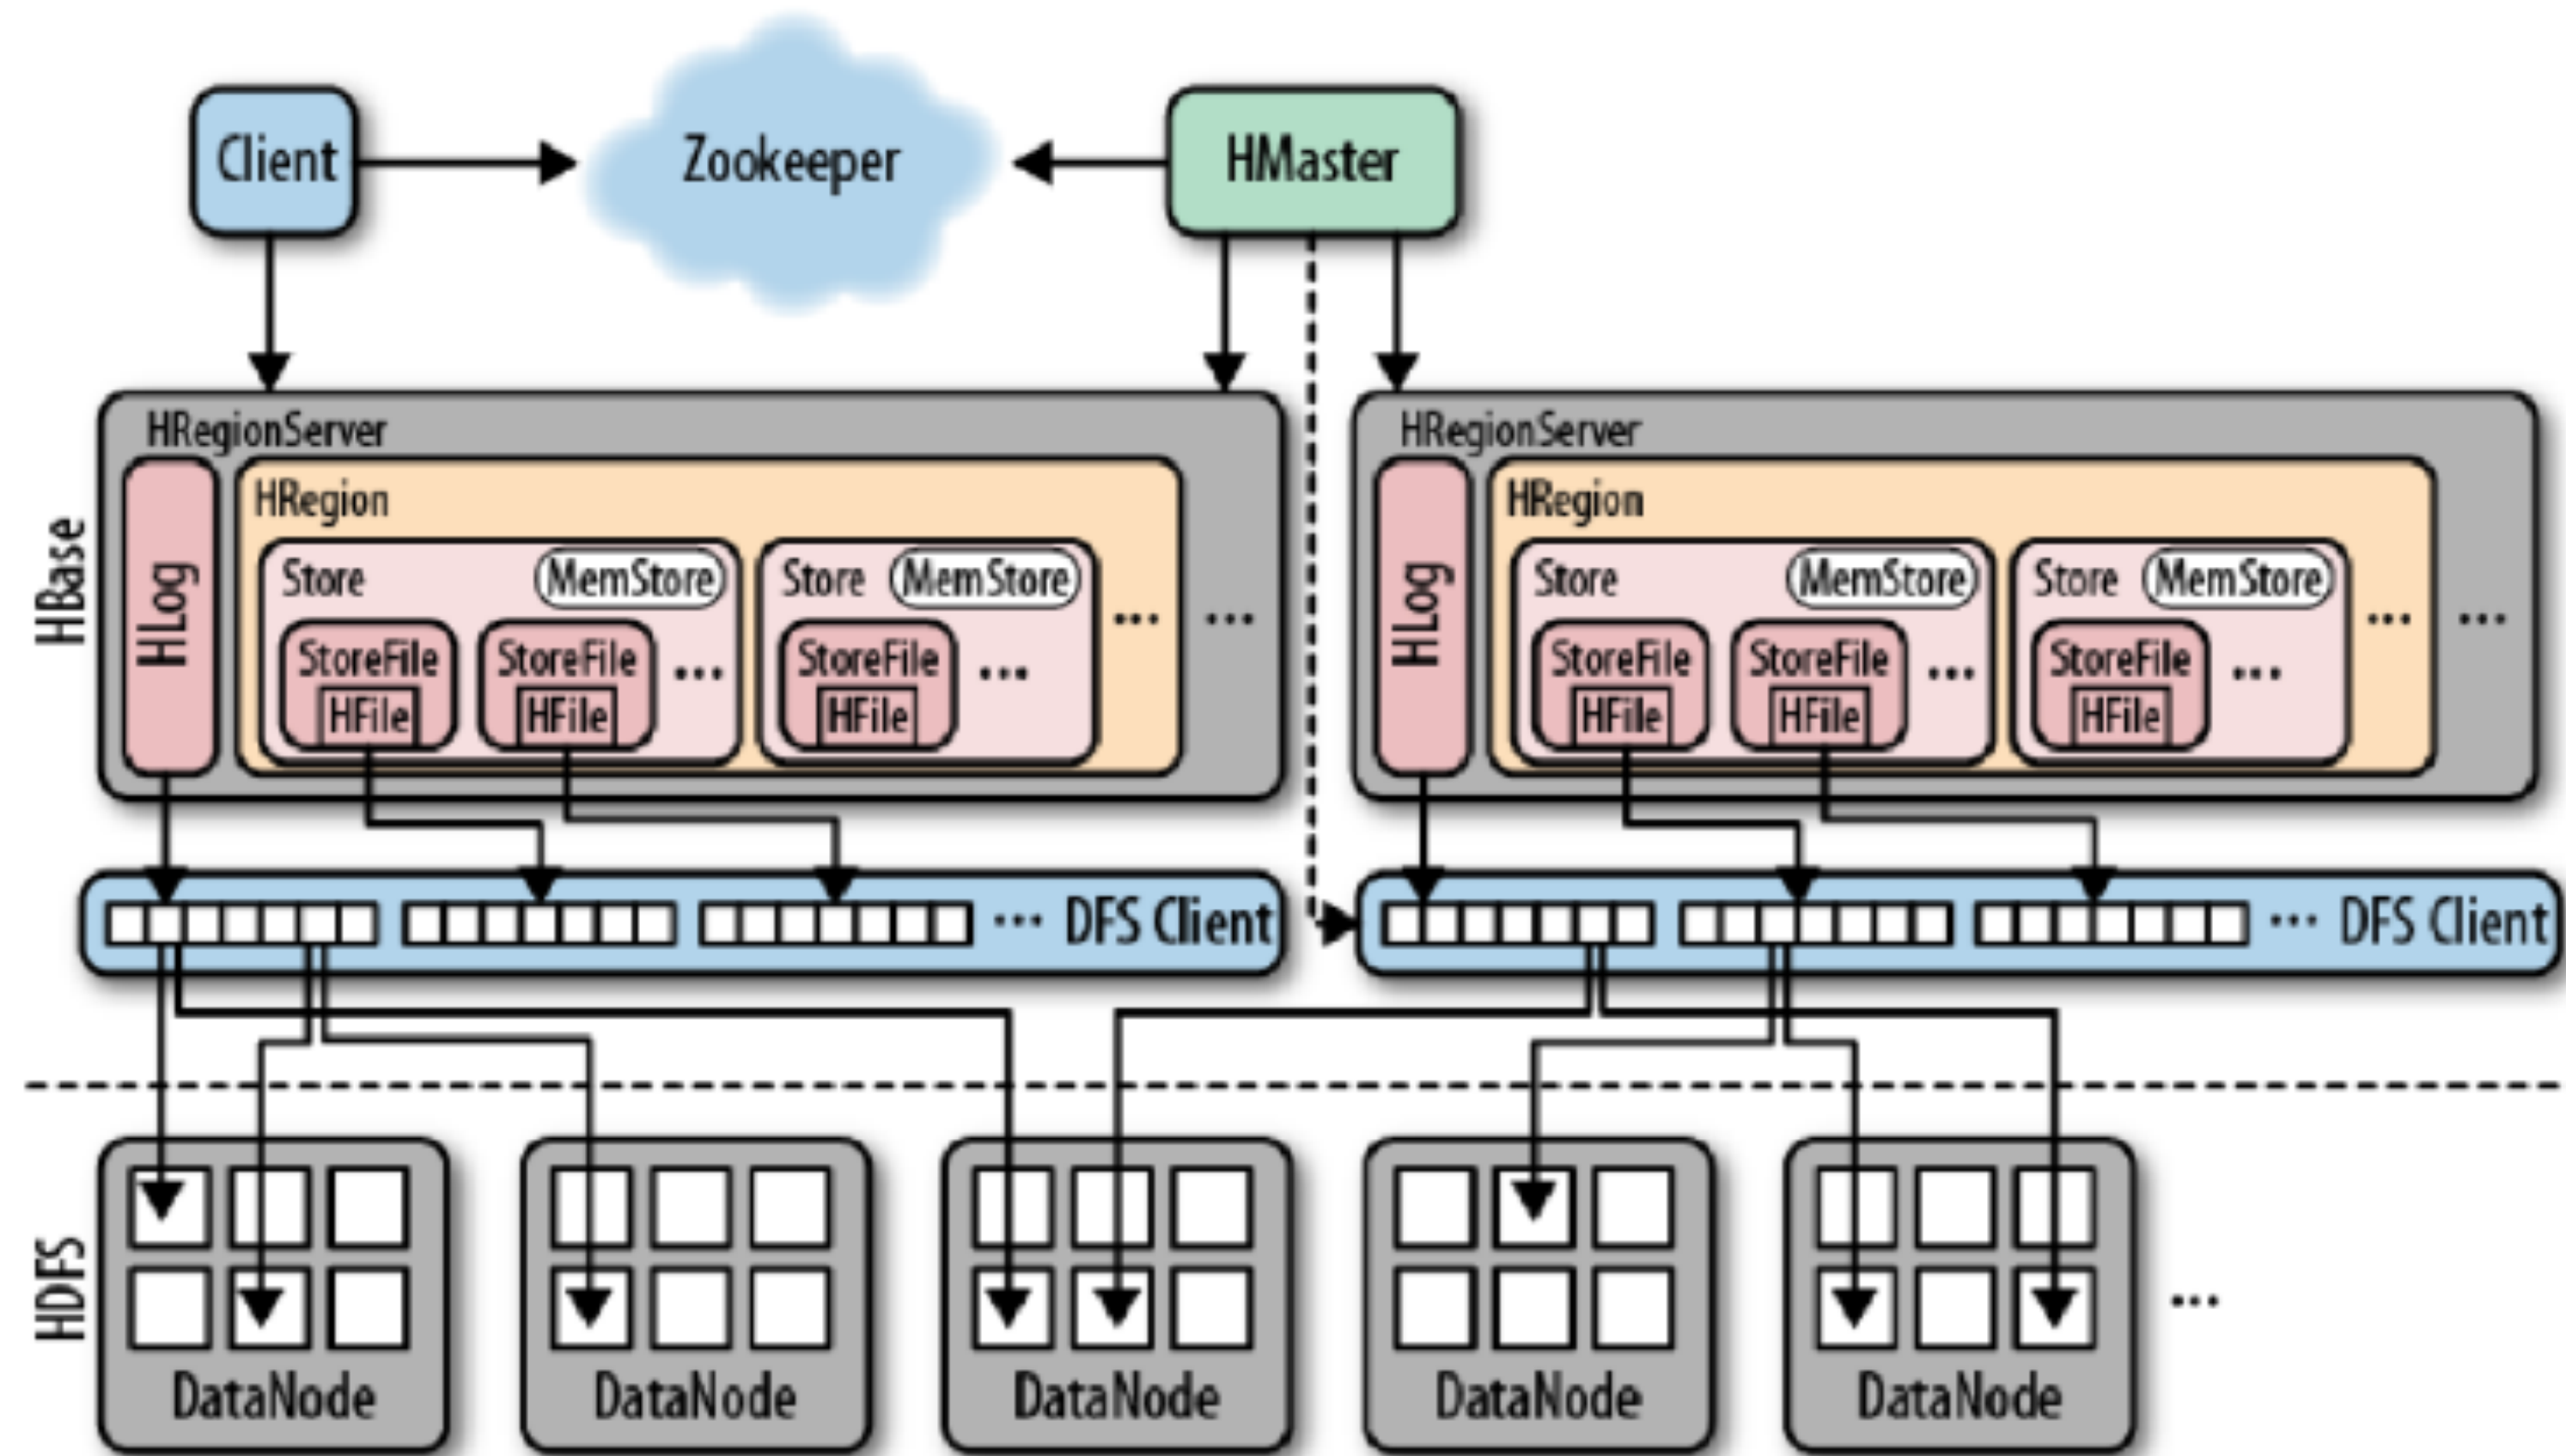 Client
Zookeeper
HMaster
HBase
HRegionServer
HLog
HRegion
Store
MemStore
StoreFile
HFile
StoreFile
HFile
...
Store
MemStore
StoreFile
HFile
...
...
...
HRegionServer
HLog
HRegion
Store
MemStore
StoreFile
HFile
StoreFile
HFile
...
Store
MemStore
StoreFile
HFile
...
...
...
... DFS Client
... DFS Client
HDFS
DataNode
DataNode
DataNode
DataNode
DataNode
...